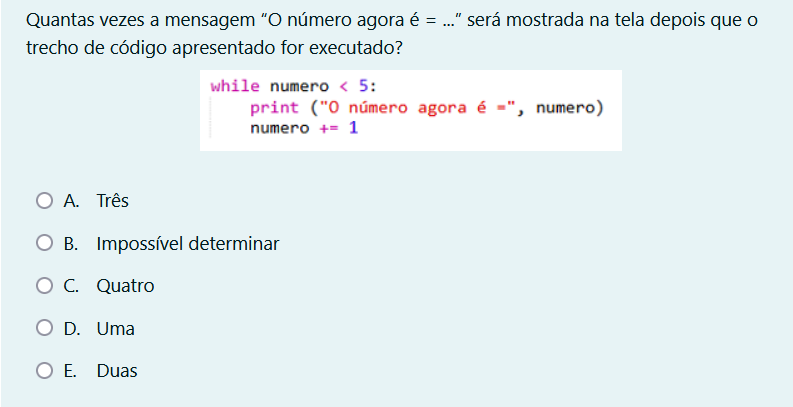 Quantas vezes a mensagem “O número agora é = ...” será mostrada na tela depois que o
trecho de código apresentado for executado?
while numero < 5:
    print ("O número agora é =", numero)
    numero += 1
A. Três
B. Impossível determinar
C. Quatro
D. Uma
E. Duas